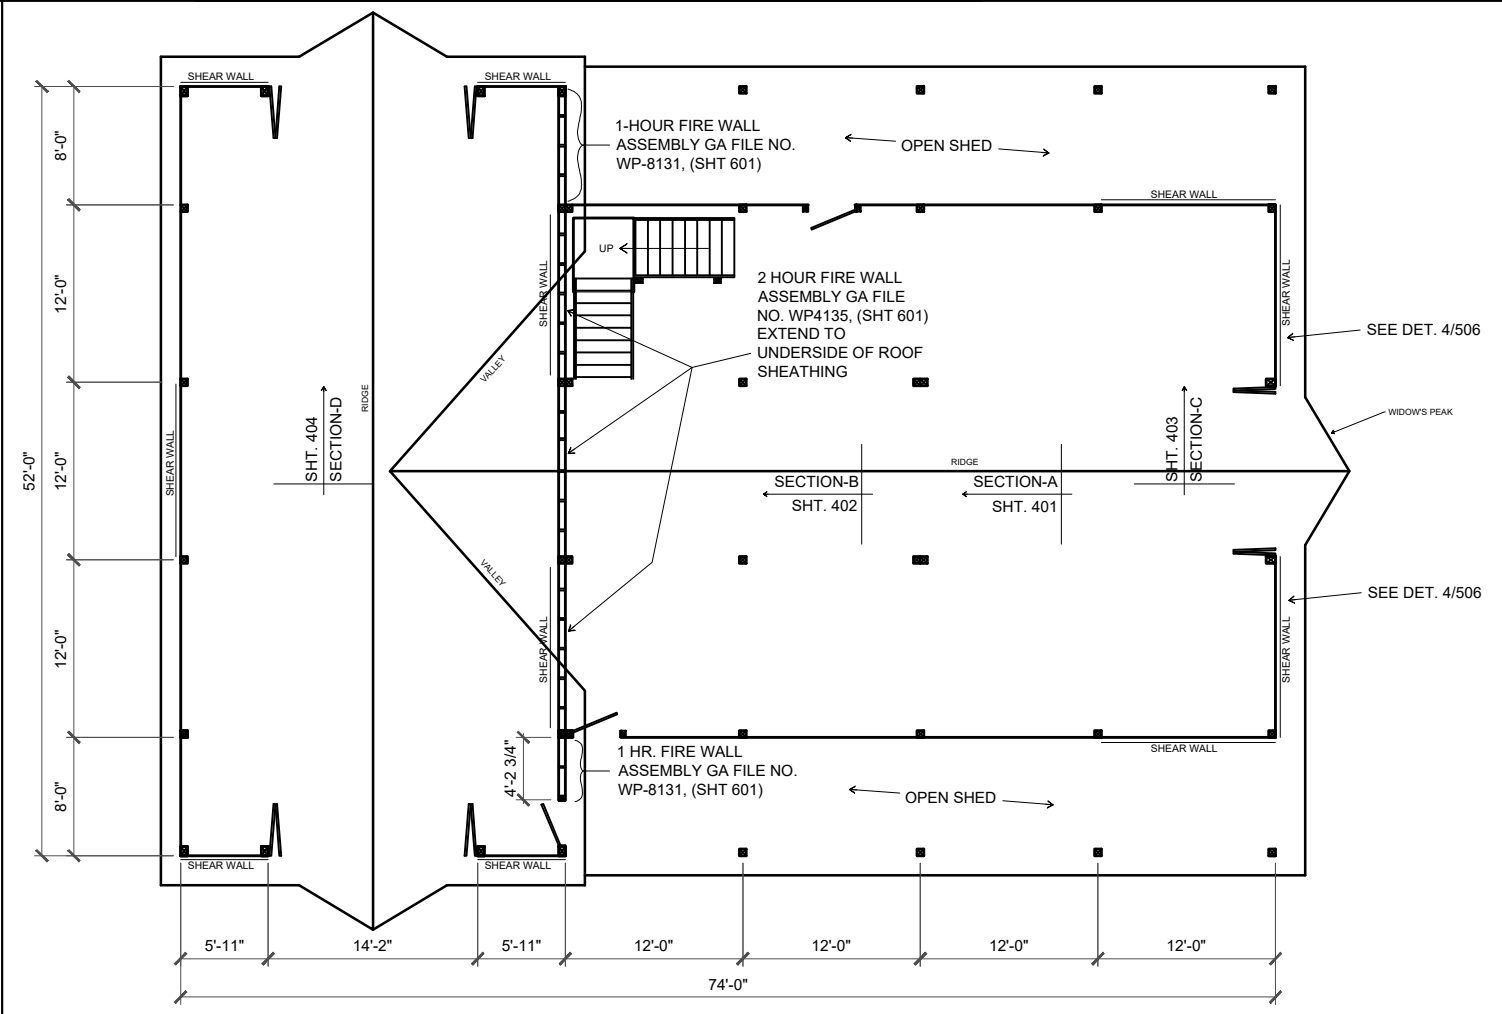 SHEAR WALL
SHEAR WALL
1-HOUR FIRE WALL
ASSEMBLY GA FILE NO.
WP-8131, (SHT 601)
OPEN SHED
8'-0"
SHEAR WALL
UP
12'-0"
SHEAR WALL
2 HOUR FIRE WALL
ASSEMBLY GA FILE
NO. WP4135, (SHT 601)
EXTEND TO
UNDERSIDE OF ROOF
SHEATHING
SHEAR WALL
SEE DET. 4/506
VALLEY
RIDGE
SHT. 404
SECTION-D
SHT. 403
SECTION-C
WIDOW'S PEAK
52'-0"
12'-0"
SHEAR WALL
RIDGE
SECTION-B
SHT. 402
SECTION-A
SHT. 401
VALLEY
12'-0"
SHEAR WALL
SHEAR WALL
SEE DET. 4/506
4'-2 3/4"
1 HR. FIRE WALL
ASSEMBLY GA FILE NO.
WP-8131, (SHT 601)
SHEAR WALL
OPEN SHED
8'-0"
SHEAR WALL
SHEAR WALL
5'-11"
14'-2"
5'-11"
12'-0"
12'-0"
12'-0"
12'-0"
74'-0"